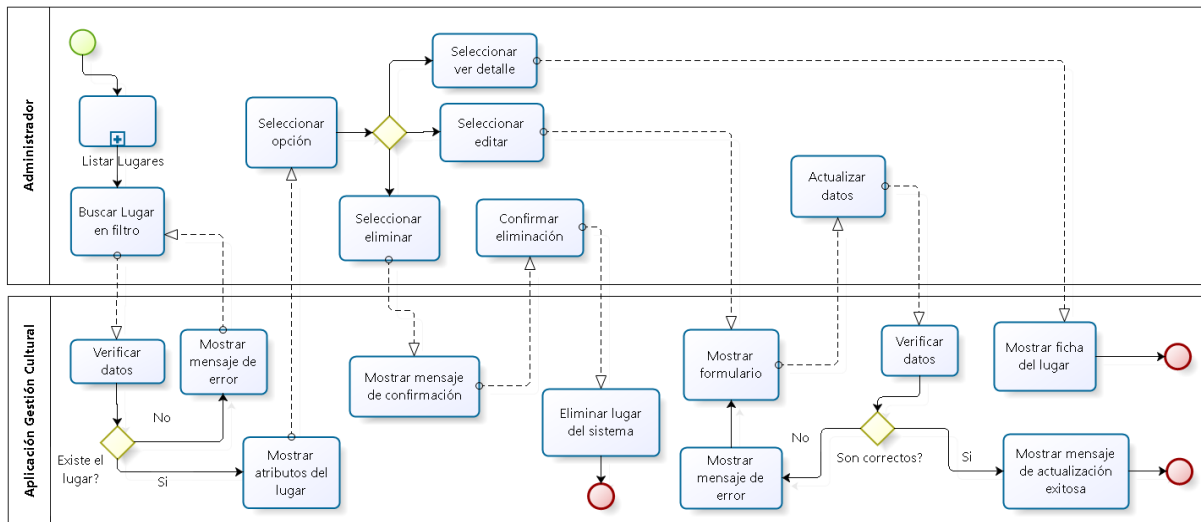 Administrador
Listar Lugares
Buscar Lugar
en filtro
Seleccionar
opción
Seleccionar
ver detalle
Seleccionar
editar
Seleccionar
eliminar
Confirmar
eliminación
Actualizar
datos
Aplicación Gestión Cultural
Verificar
datos
Mostrar
mensaje de
error
Existe el
lugar?
No
Si
Mostrar
atributos del
lugar
Mostrar mensaje
de confirmación
Eliminar lugar
del sistema
Mostrar
formulario
Mostrar
mensaje de
error
Verificar
datos
No
Son correctos?
Si
Mostrar ficha
del lugar
Mostrar mensaje
de actualización
exitosa